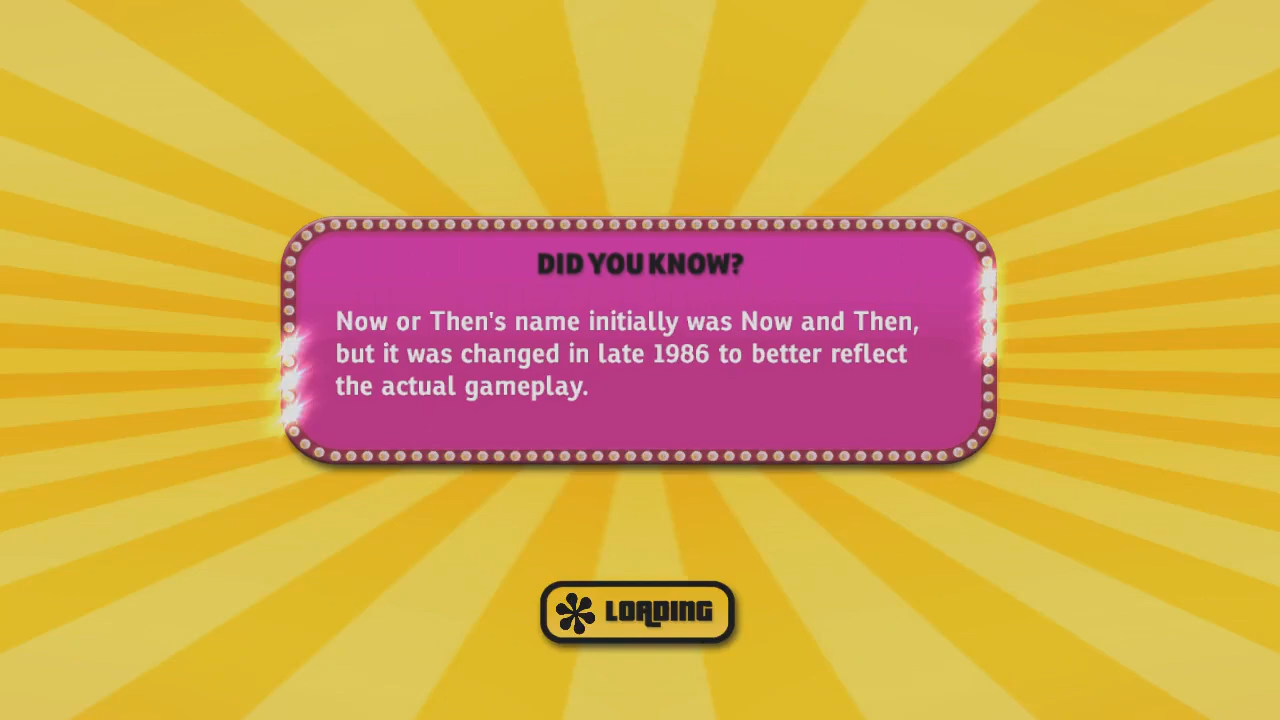 DID YOU KNOW?
Now or Then's name initially was Now and Then,
but it was changed in late 1986 to better reflect
the actual gameplay.
LOADING